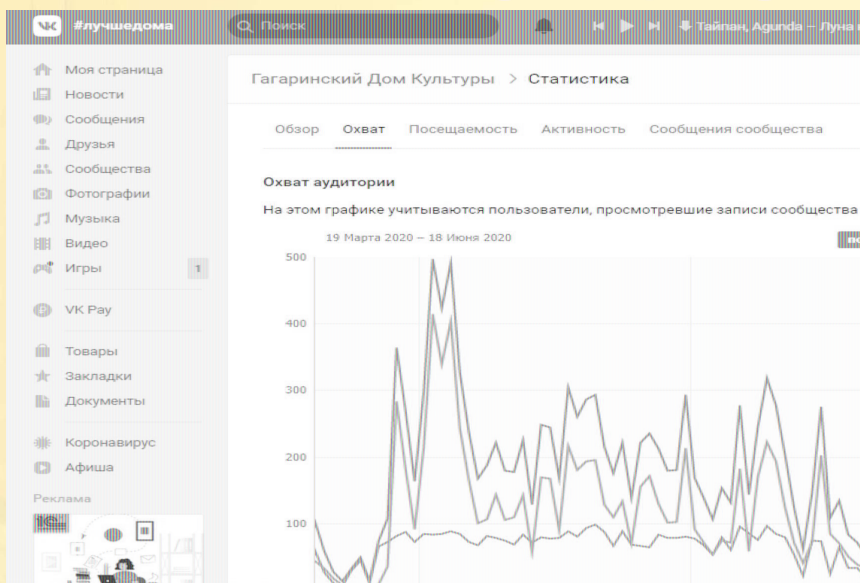 #лучшедома
Поиск
Тайпан, Agunda – Луна
Моя страница
Новости
Сообщения
Друзья
Сообщества
Фотографии
Музыка
Видео
Игры 1
VK Pay
Товары
Закладки
Документы
Коронавирус
Афиша
Реклама
Гагаринский Дом Культуры > Статистика
Обзор Охват Посещаемость Активность Сообщения сообщества
Охват аудитории
На этом графике учитываются пользователи, просмотревшие записи сообщества
19 Марта 2020 – 18 Июня 2020
500
400
300
200
100